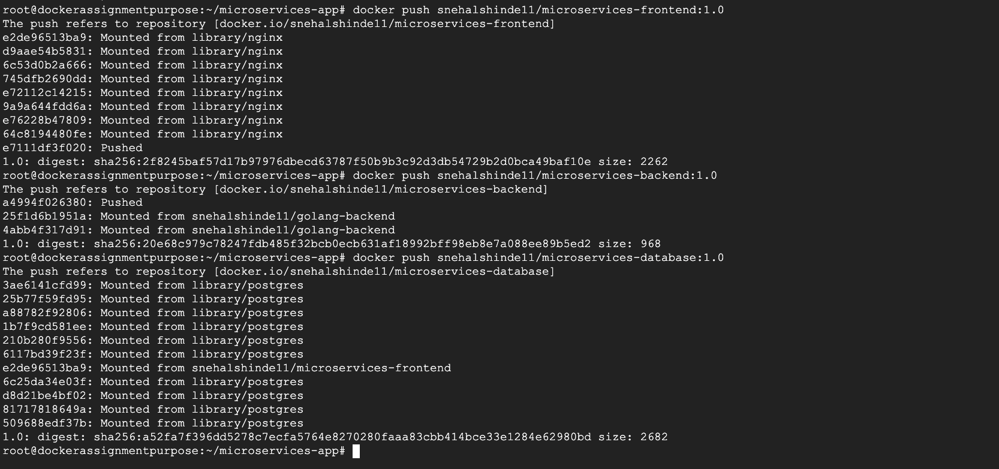 root@dockerassignmentpurpose:~/microservices-app# docker push snehalshinde11/microservices-frontend:1.0
The push refers to repository [docker.io/snehalshinde11/microservices-frontend]
e2de96513ba9: Mounted from library/nginx
d9aae54b5831: Mounted from library/nginx
6c53d0b2a666: Mounted from library/nginx
745dfb2690dd: Mounted from library/nginx
e72112c14215: Mounted from library/nginx
9a9a644fdd6a: Mounted from library/nginx
e76228b47809: Mounted from library/nginx
64c8194480fe: Mounted from library/nginx
e7111df3f020: Pushed
1.0: digest: sha256:2f8245baf57d17b97976dbecd63787f50b9b3c92d3db54729b2d0bca49baf10e size: 2262
root@dockerassignmentpurpose:~/microservices-app# docker push snehalshinde11/microservices-backend:1.0
The push refers to repository [docker.io/snehalshinde11/microservices-backend]
a4994f026380: Pushed
25f1d6b1951a: Mounted from snehalshinde11/golang-backend
4abb4f317d91: Mounted from snehalshinde11/golang-backend
1.0: digest: sha256:20e68c979c78247fdb485f32bcb0ecb631af18992bff98eb8e7a088ee89b5ed2 size: 968
root@dockerassignmentpurpose:~/microservices-app# docker push snehalshinde11/microservices-database:1.0
The push refers to repository [docker.io/snehalshinde11/microservices-database]
3ae6141cfd99: Mounted from library/postgres
25b77f59fd95: Mounted from library/postgres
a88782f92806: Mounted from library/postgres
1b7f9cd581ee: Mounted from library/postgres
210b280f9556: Mounted from library/postgres
6117bd39f23f: Mounted from library/postgres
e2de96513ba9: Mounted from snehalshinde11/microservices-frontend
6c25da34e03f: Mounted from library/postgres
d8d21be4bf02: Mounted from library/postgres
81717818649a: Mounted from library/postgres
509688edf37b: Mounted from library/postgres
1.0: digest: sha256:a52fa7f396dd5278c7ecfa5764e8270280faaa83cbb414bce33e1284e62980bd size: 2682
root@dockerassignmentpurpose:~/microservices-app#